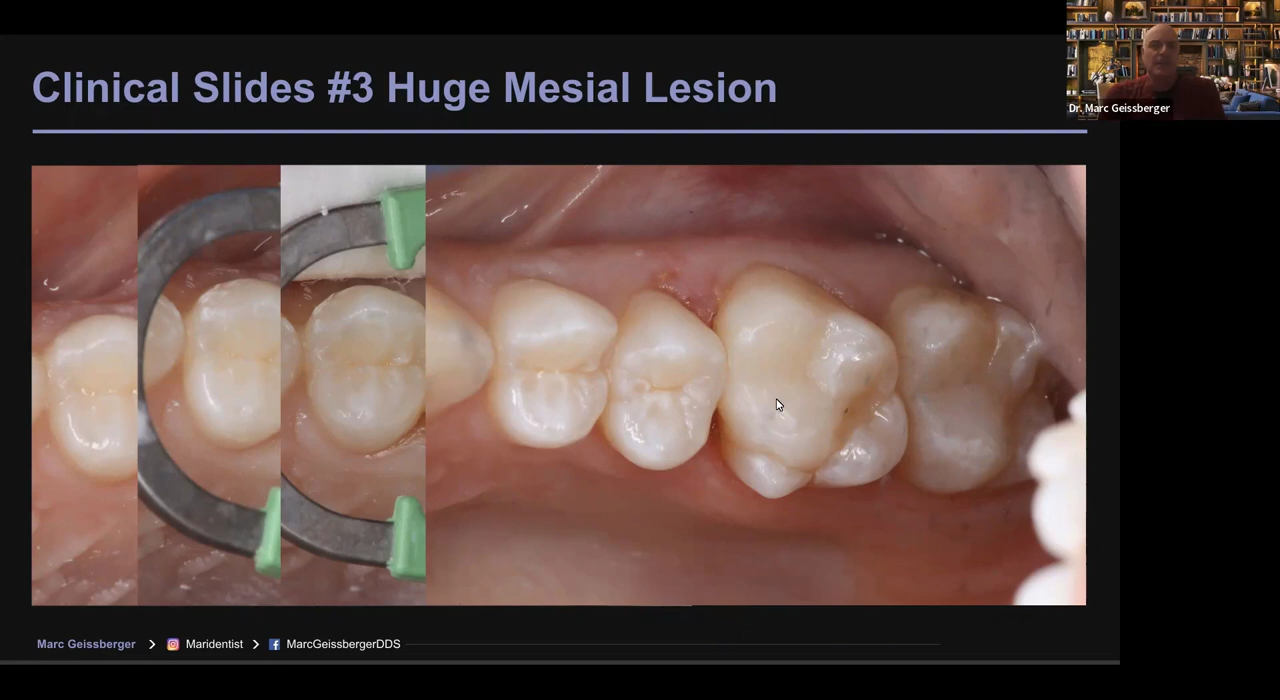 Clinical Slides #3 Huge Mesial Lesion
Dr. Marc Geissberger
Marc Geissberger > Maridentist > MarcGeissbergerDDS